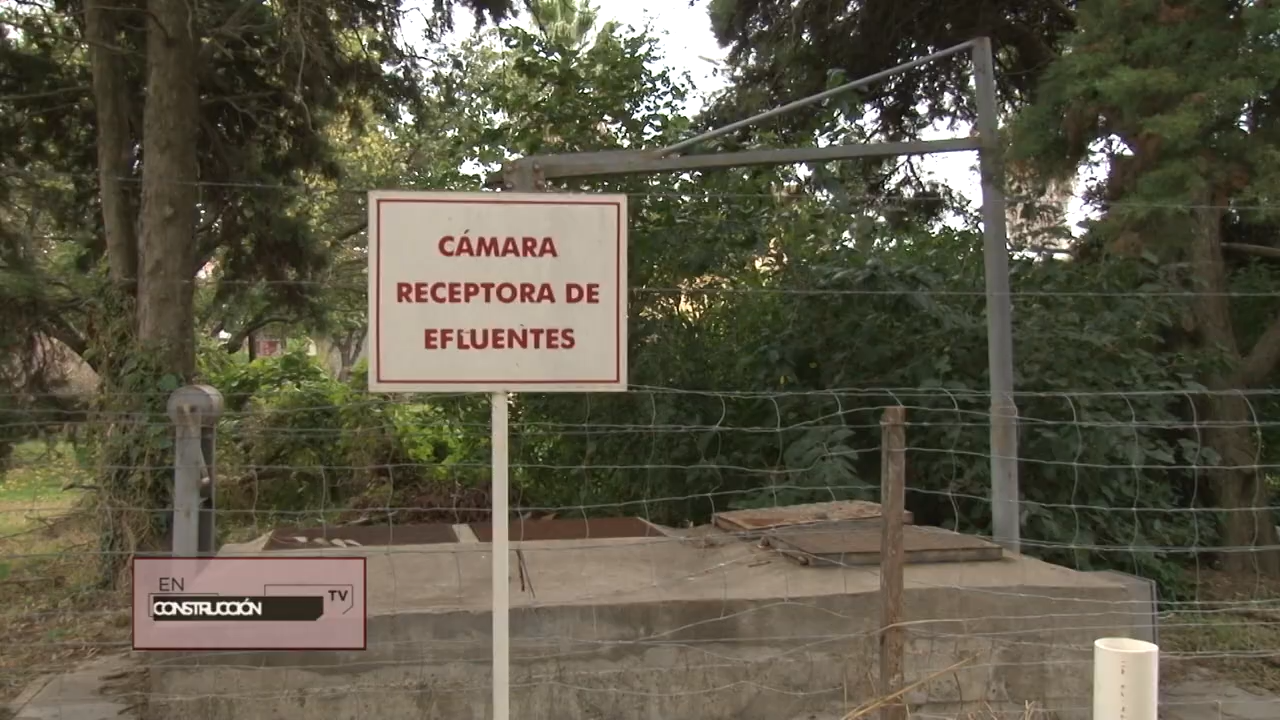 CÁMARA
RECEPTORA DE
EFLUENTES
EN
CONSTRUCCIÓN TV